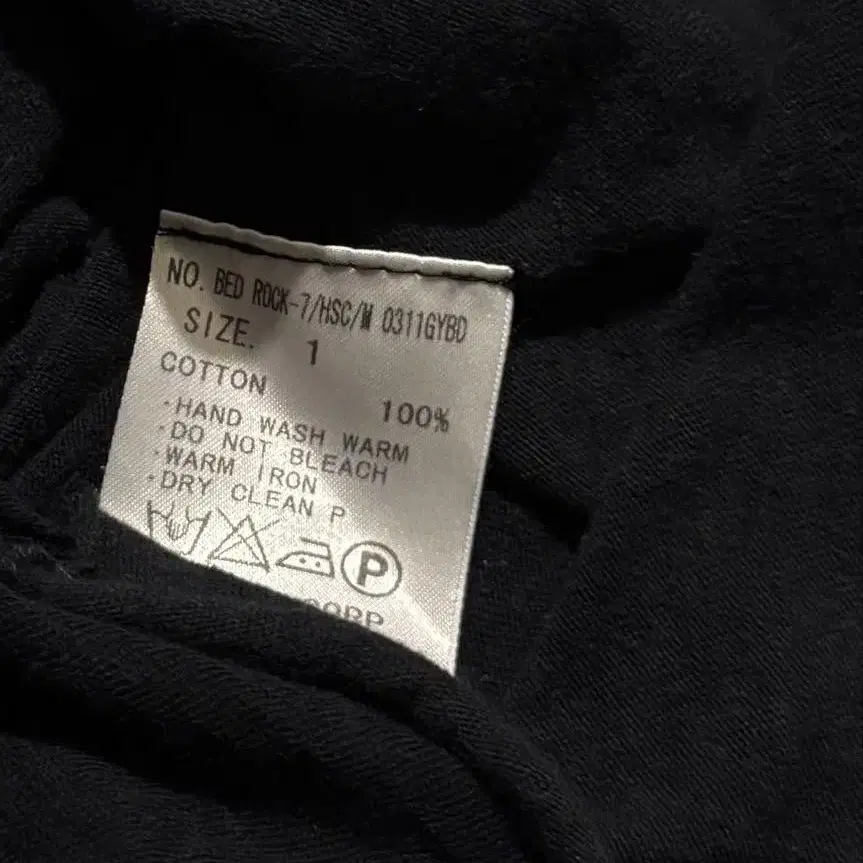 NO. BED ROCK-7/HSC/M 0311GYBD
SIZE. 1
COTTON 100%
·HAND WASH WARM
·DO NOT BLEACH
·WARM IRON
·DRY CLEAN P
P
CORP